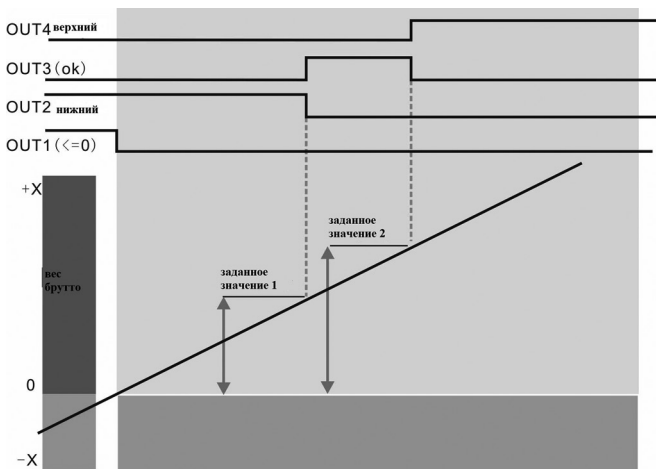 OUT4 верхний
OUT3(ok)
OUT2 нижний
OUT1(<=0)
+X
заданное
значение 2
заданное
значение 1
вес
брутто
0
-X